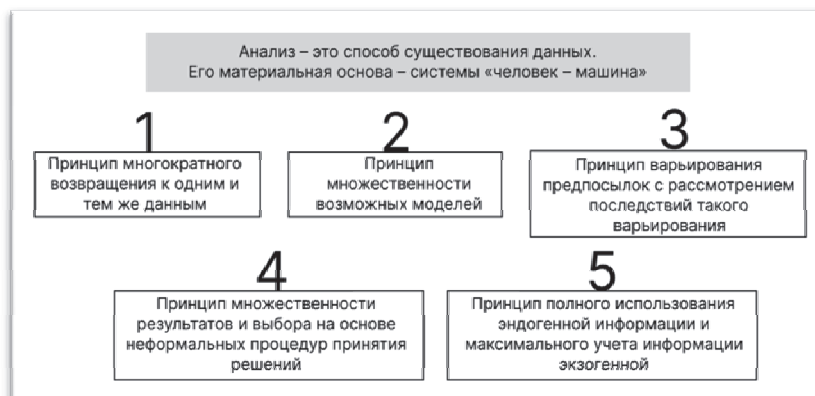 Анализ – это способ существования данных.
Его материальная основа – системы «человек – машина»
1
Принцип многократного
возвращения к одним и
тем же данным
2
Принцип
множественности
возможных моделей
3
Принцип варьирования
предпосылок с рассмотрением
последствий такого
варьирования
4
Принцип множественности
результатов и выбора на основе
неформальных процедур принятия
решений
5
Принцип полного использования
эндогенной информации и
максимального учета информации
экзогенной